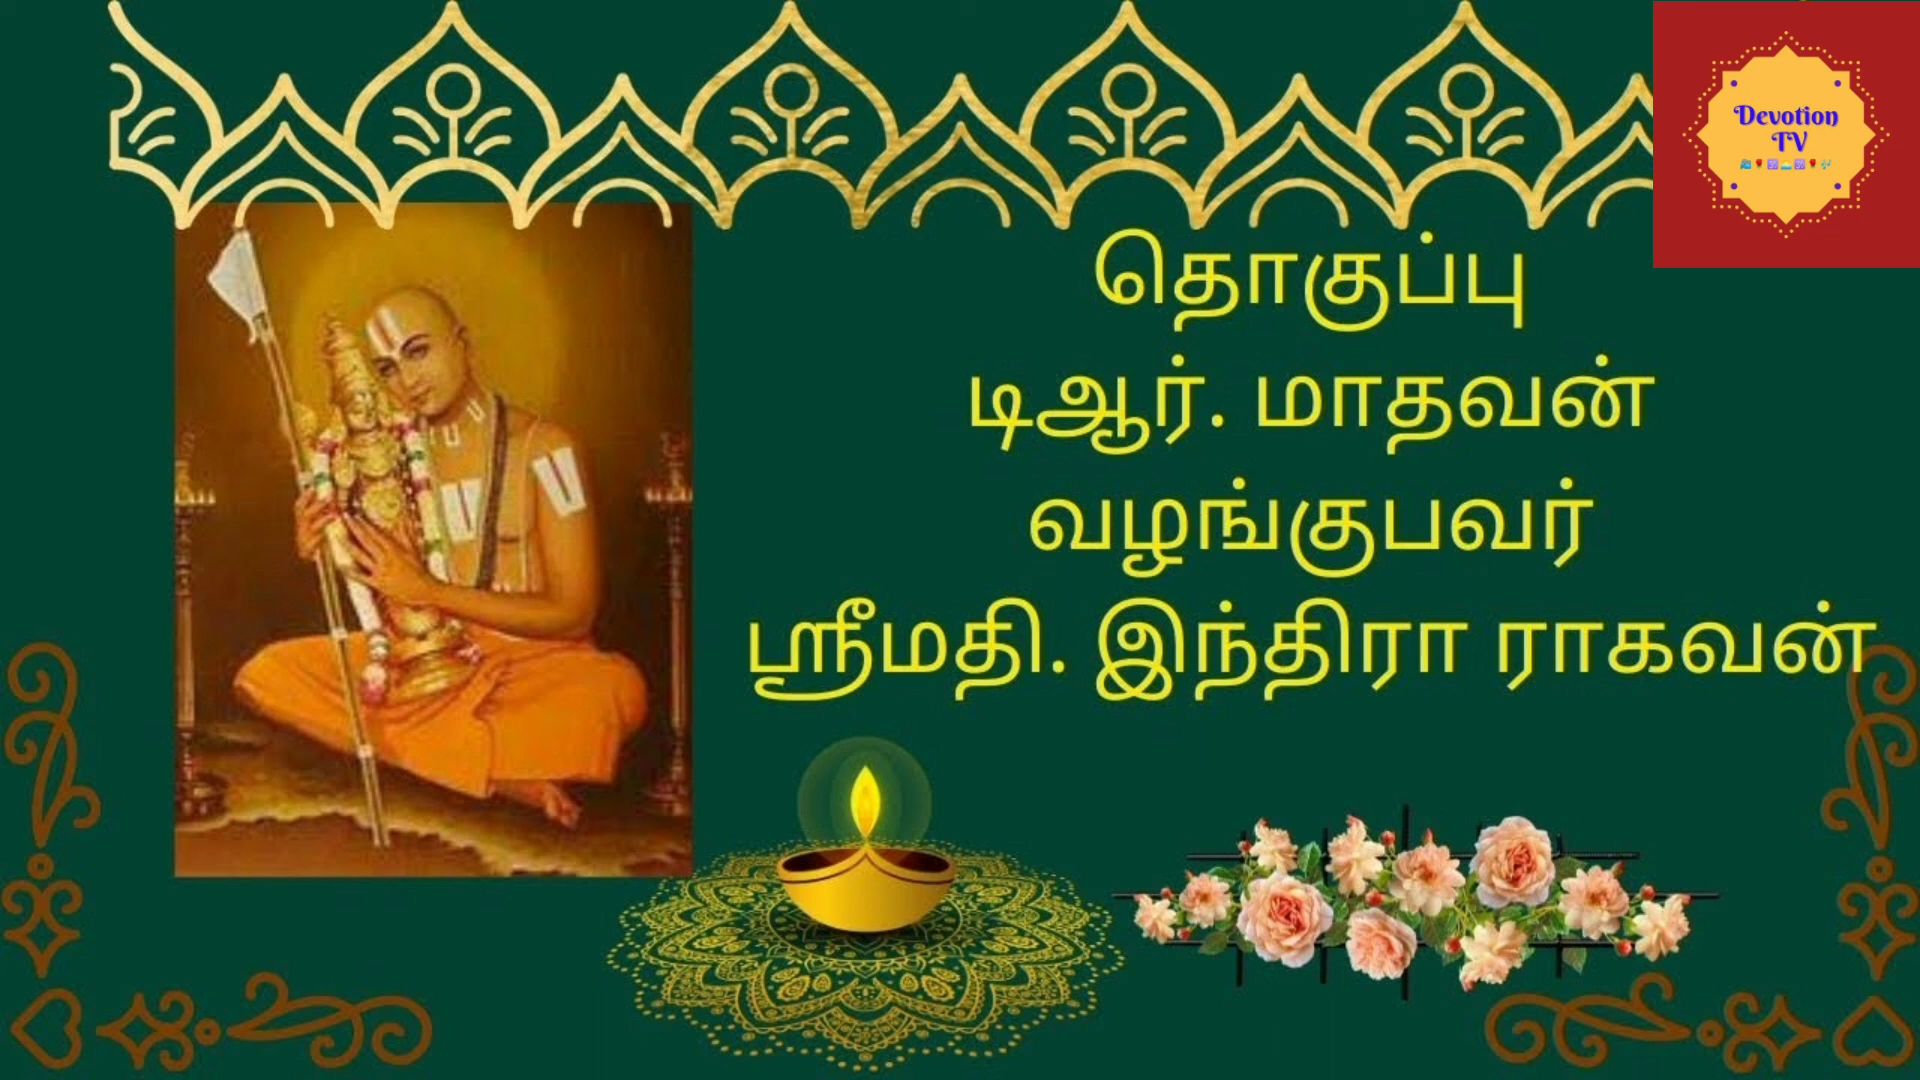 Devotion
TV
தொகுப்பு
டிஆர். மாதவன்
வழங்குபவர்
ஸ்ரீமதி. இந்திரா ராகவன்